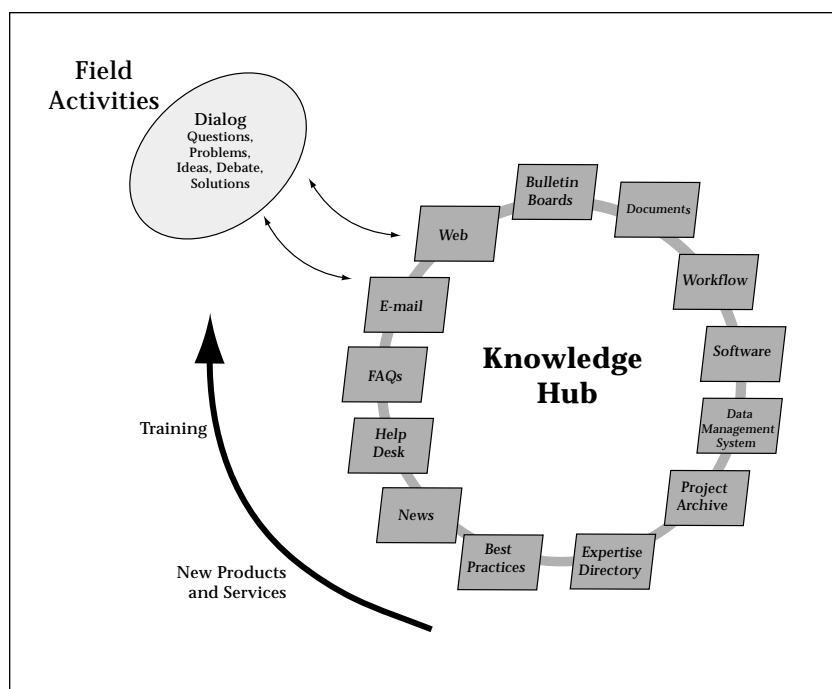 Field
Activities
Dialog
Questions,
Problems,
Ideas, Debate,
Solutions
Bulletin
Boards
Documents
Web
Workflow
E-mail
Software
Knowledge
Hub
FAQs
Data
Management
System
Training
Help
Desk
Project
Archive
News
Best
Practices
Expertise
Directory
New Products
and Services